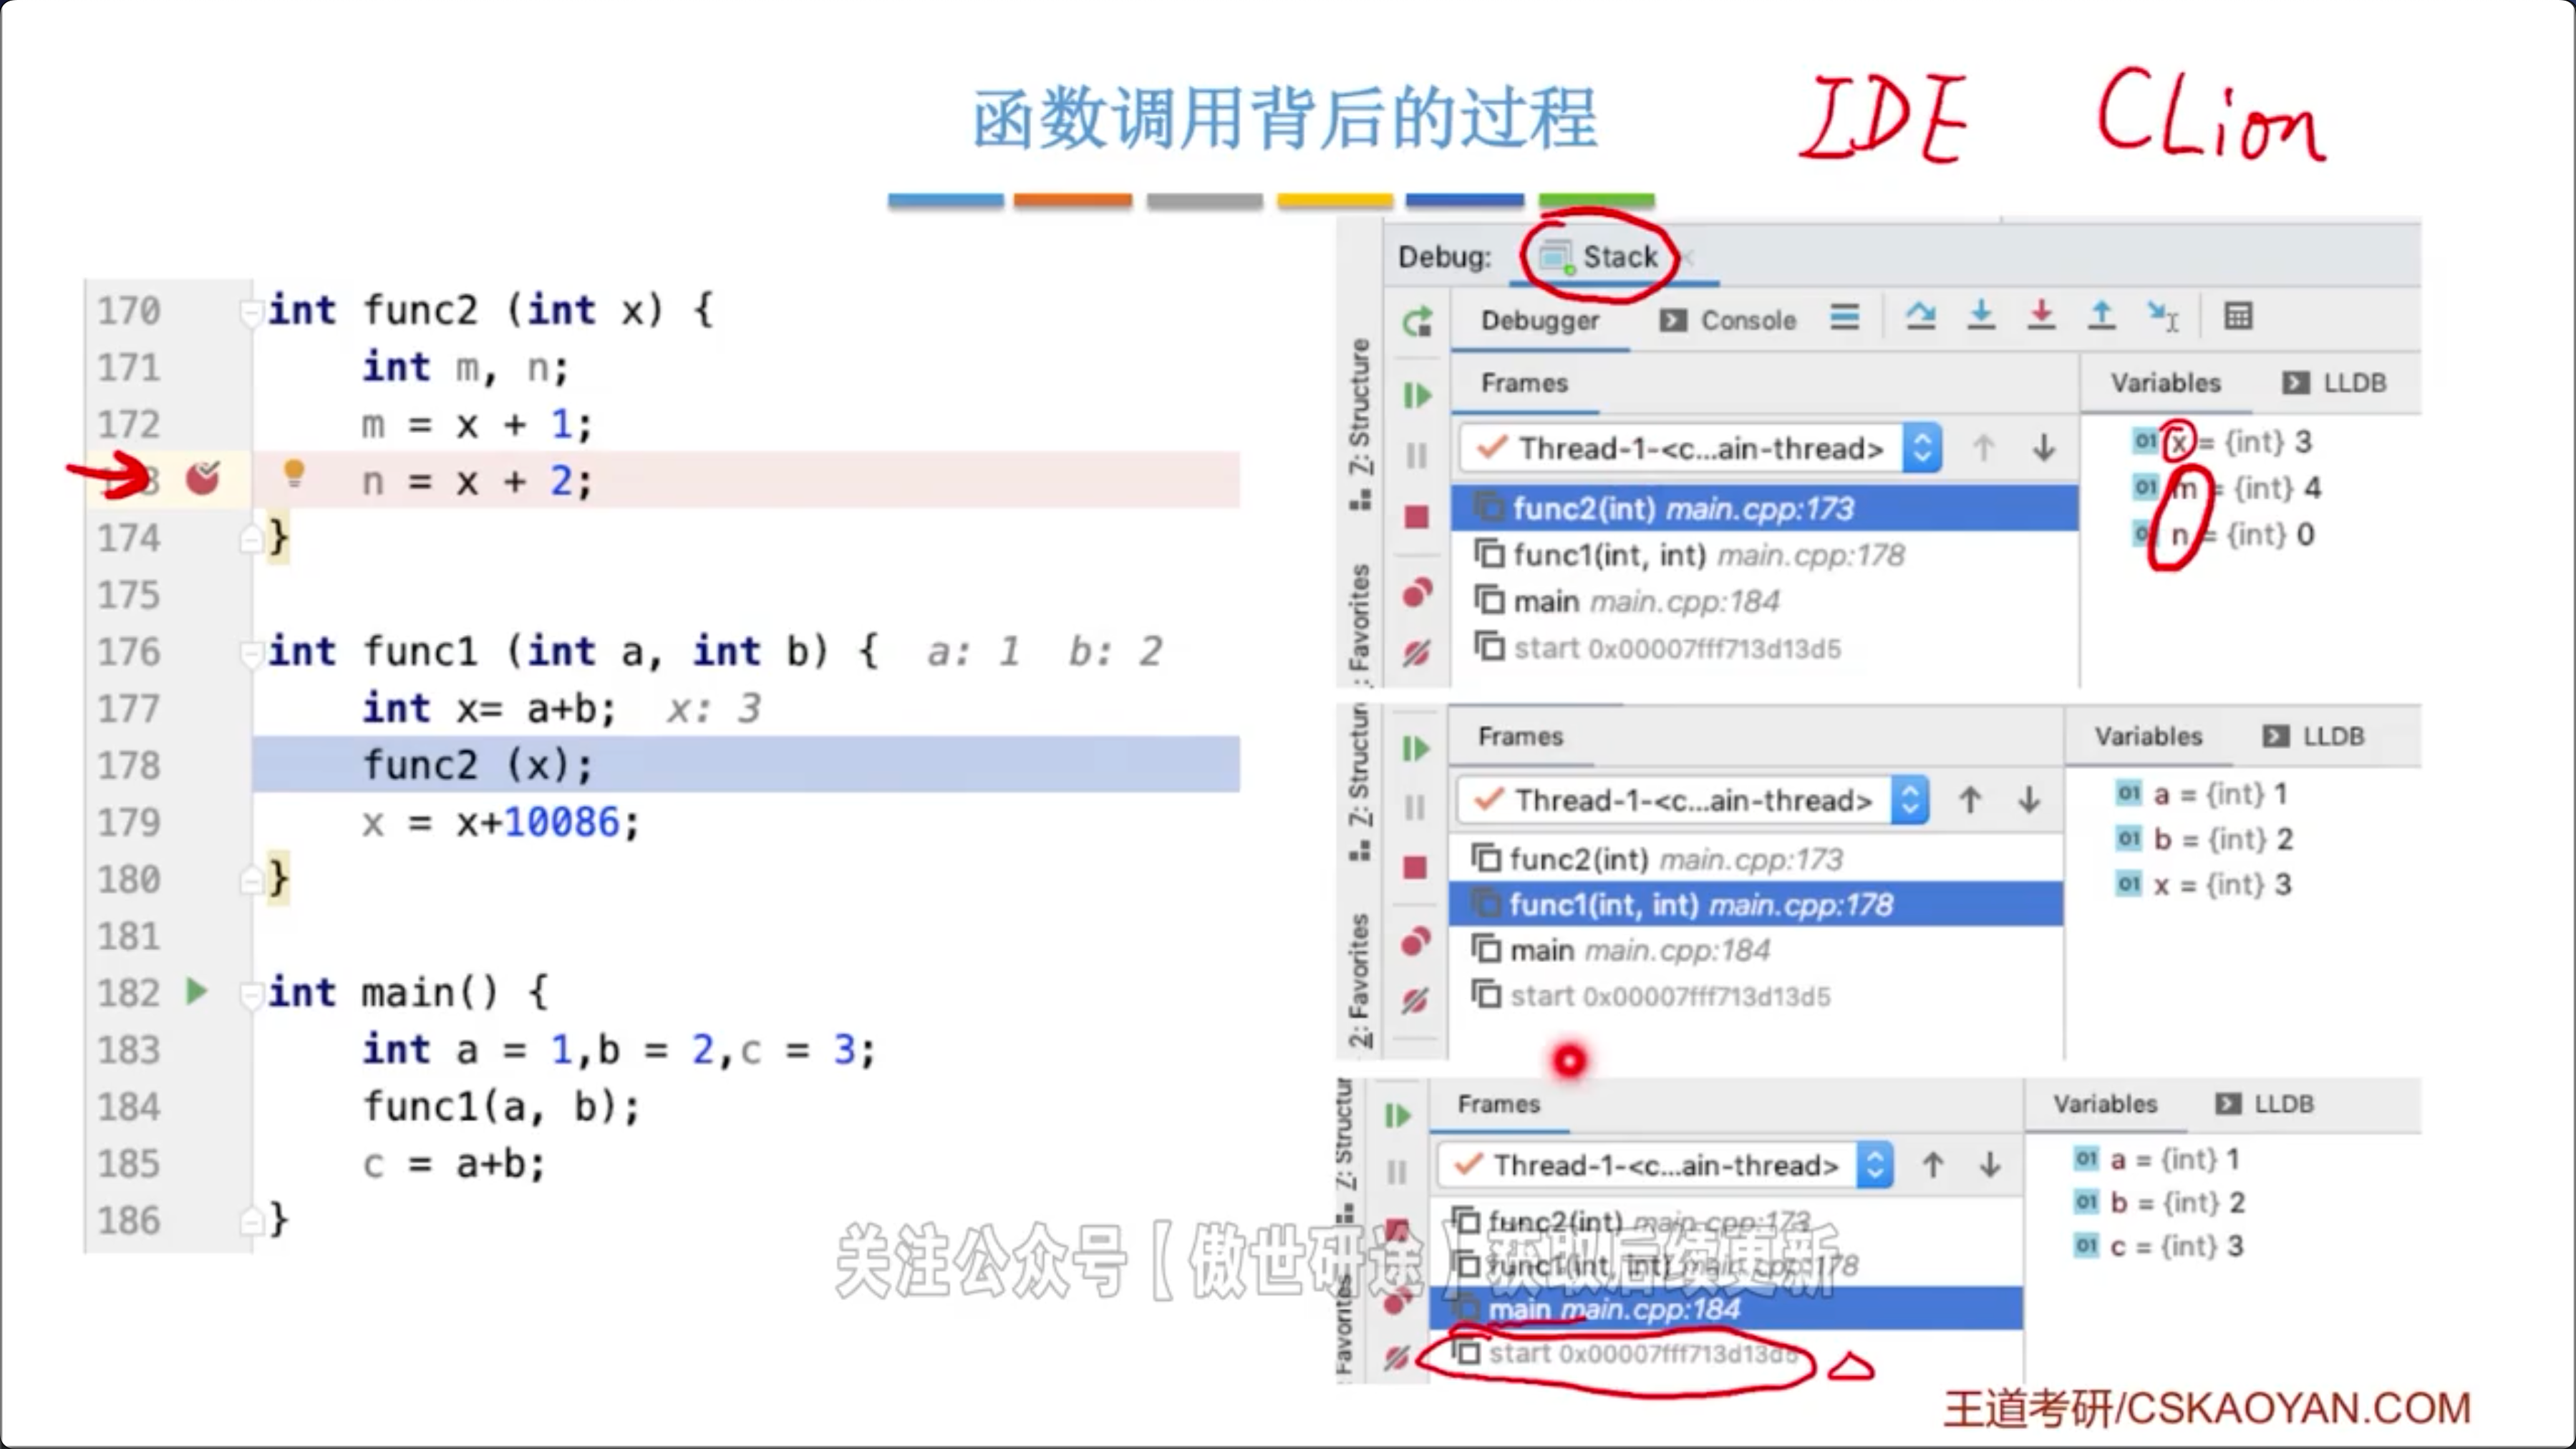 函数调用背后的过程
IDE CLion
170 int func2 (int x) {
171 int m, n;
172 m = x + 1;
n = x + 2;
174 }
175
176 int func1 (int a, int b) { a: 1 b: 2
177 int x= a+b; x: 3
178 func2 (x);
179 x = x+10086;
180 }
181
182 int main() {
183 int a = 1,b = 2,c = 3;
184 func1(a, b);
185 c = a+b;
186 }
Debug: Stack
Debugger Console
Frames
Variables LLDB
Thread-1-<c...ain-thread>
func2(int) main.cpp:173
func1(int, int) main.cpp:178
main main.cpp:184
start 0x00007fff713d13d5
x = {int} 3
m = {int} 4
n = {int} 0
Z: Structure
: Favorites
Frames
Variables LLDB
Thread-1-<c...ain-thread>
func2(int) main.cpp:173
func1(int, int) main.cpp:178
main main.cpp:184
start 0x00007fff713d13d5
a = {int} 1
b = {int} 2
x = {int} 3
Z: Structur
2: Favorites
Frames
Variables LLDB
Thread-1-<c...ain-thread>
func2(int) main.cpp:173
func1(int, int) main.cpp:178
main main.cpp:184
start 0x00007fff713d13d5
a = {int} 1
b = {int} 2
c = {int} 3
Z: Structur
Favorites
关注公众号【傲世研途】获取后续更新
王道考研/CSKAOYAN.COM